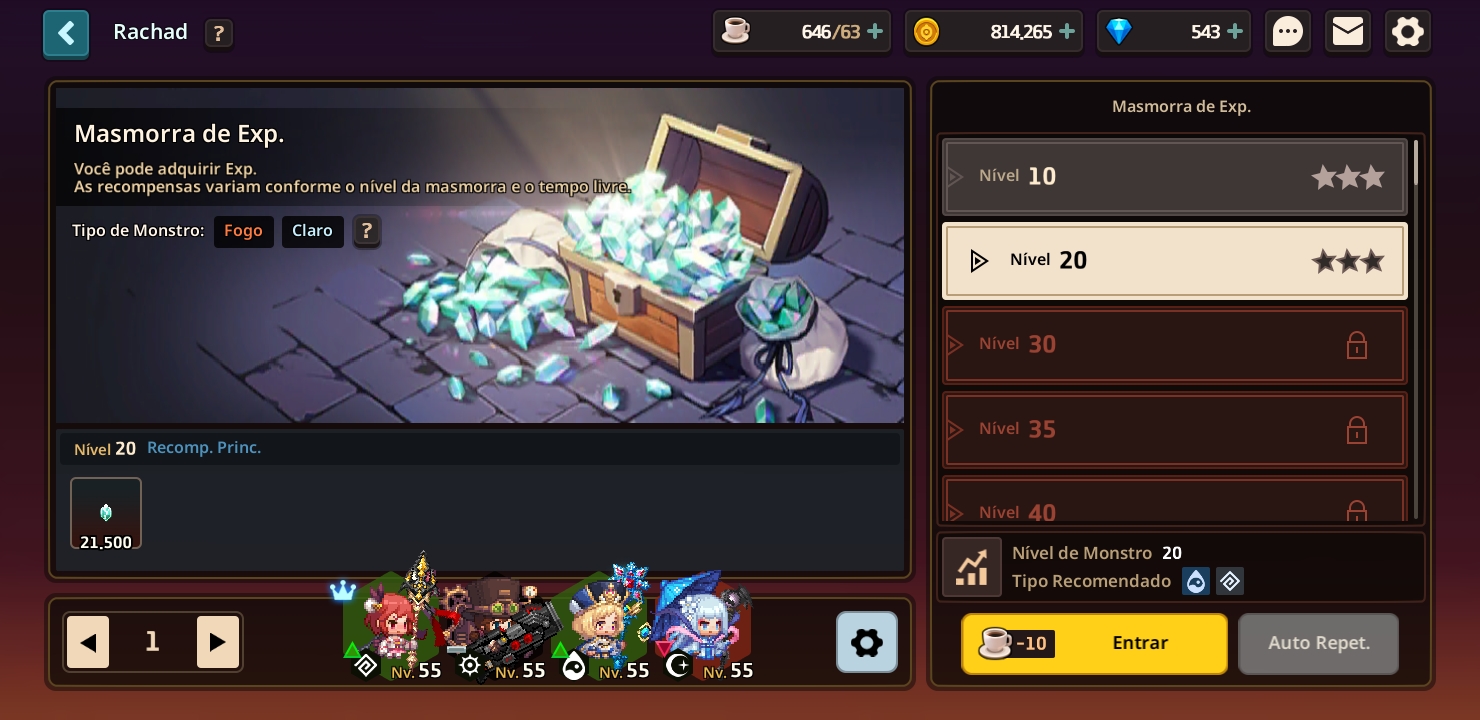 Rachad ?
646/63
814,265
543
Masmorra de Exp.
Você pode adquirir Exp.
As recompensas variam conforme o nível da masmorra e o tempo livre.
Tipo de Monstro: Fogo Claro ?
Nível 20 Recomp. Princ.
21,500
1
Nv. 55
Nv. 55
Nv. 55
Nv. 55
Masmorra de Exp.
Nível 10
Nível 20
Nível 30
Nível 35
Nível 40
Nível de Monstro 20
Tipo Recomendado
-10 Entrar
Auto Repet.